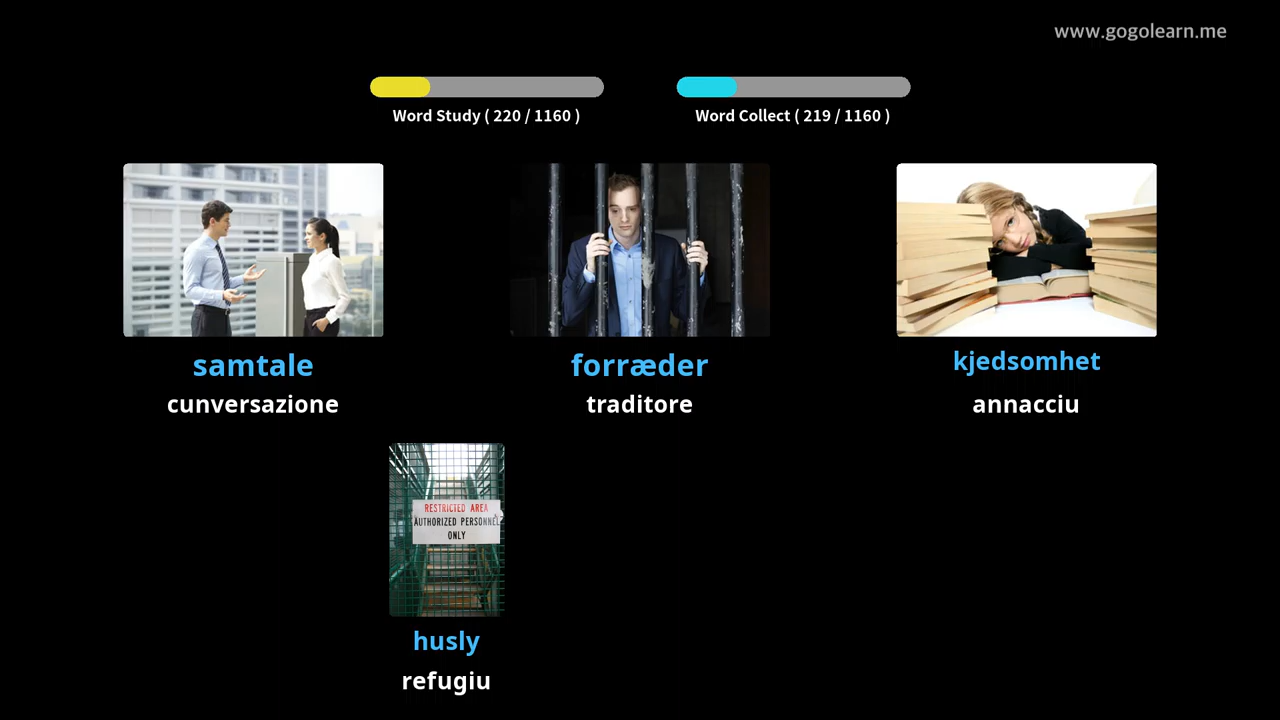 www.gogolearn.me
Word Study ( 220 / 1160 )
Word Collect ( 219 / 1160 )
samtale
cunversazione
forræder
traditore
kjedsomhet
annacciu
RESTRICTED AREA
AUTHORIZED PERSONNEL
ONLY
husly
refugiu